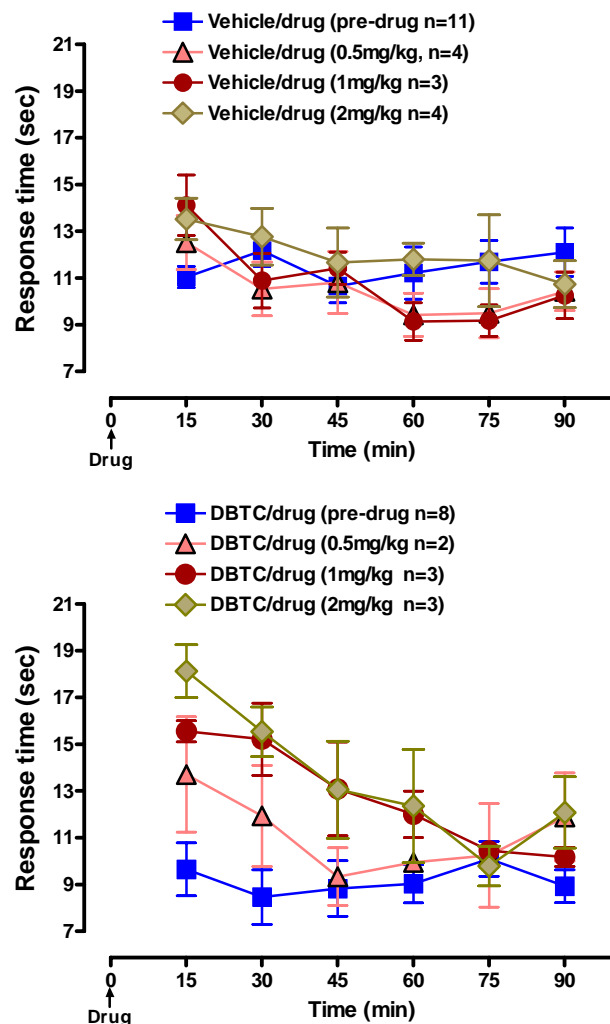 Vehicle/drug (pre-drug n=11)
Vehicle/drug (0.5mg/kg, n=4)
Vehicle/drug (1mg/kg n=3)
Vehicle/drug (2mg/kg n=4)
21
19
17
15
13
11
9
7
Response time (sec)
0 15 30 45 60 75 90
Drug
Time (min)
DBTC/drug (pre-drug n=8)
DBTC/drug (0.5mg/kg n=2)
DBTC/drug (1mg/kg n=3)
DBTC/drug (2mg/kg n=3)
21
19
17
15
13
11
9
7
Response time (sec)
0 15 30 45 60 75 90
Drug
Time (min)